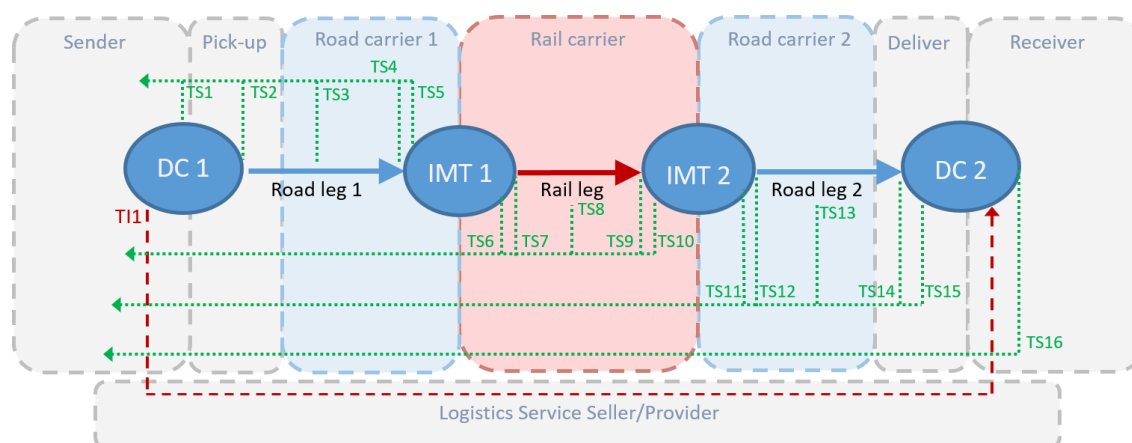 Sender
Pick-up
Road carrier 1
Rail carrier
Road carrier 2
Deliver
Receiver
TS4
TS1
TS2
TS3
TS5
DC 1
IMT 1
IMT 2
DC 2
Road leg 1
Rail leg
Road leg 2
TI1
TS8
TS13
TS6
TS7
TS9
TS10
TS11
TS12
TS14
TS15
TS16
Logistics Service Seller/Provider